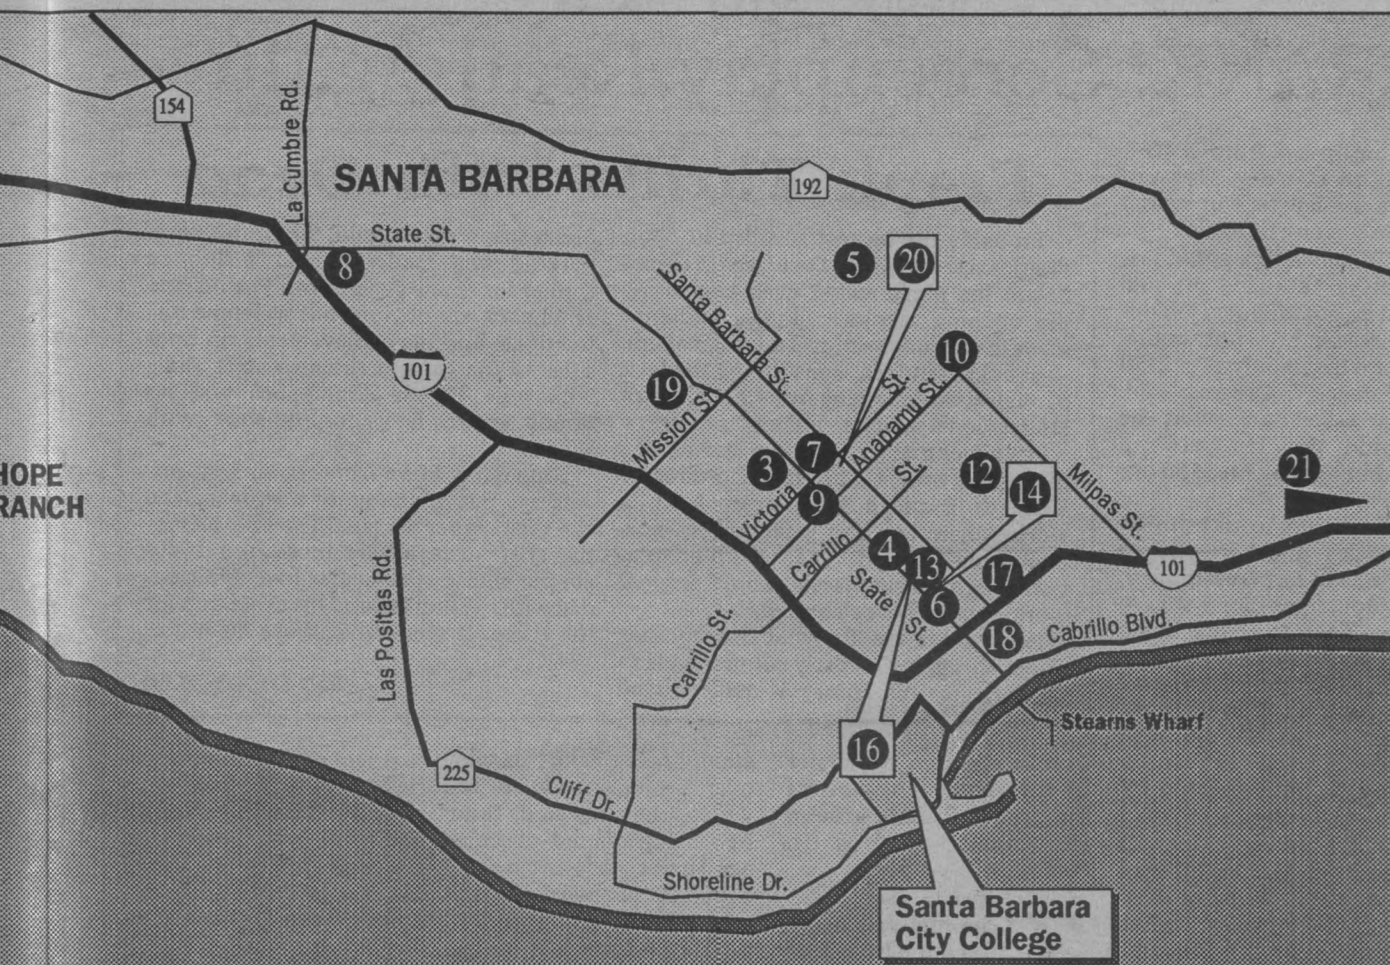 154
La Cumbre Rd.
SANTA BARBARA
192
State St.
8
5
20
Santa Barbara St.
101
10
19
Mission St.
St.
Anapamu St.
7
3
HOPE
RANCH
Victoria
9
St.
12
14
Milpas St.
21
Carrillo
4
13
17
101
State St.
6
18
Cabrillo Blvd.
Las Positas Rd.
Carrillo St.
Stearns Wharf
16
225
Cliff Dr.
Shoreline Dr.
Santa Barbara
City College